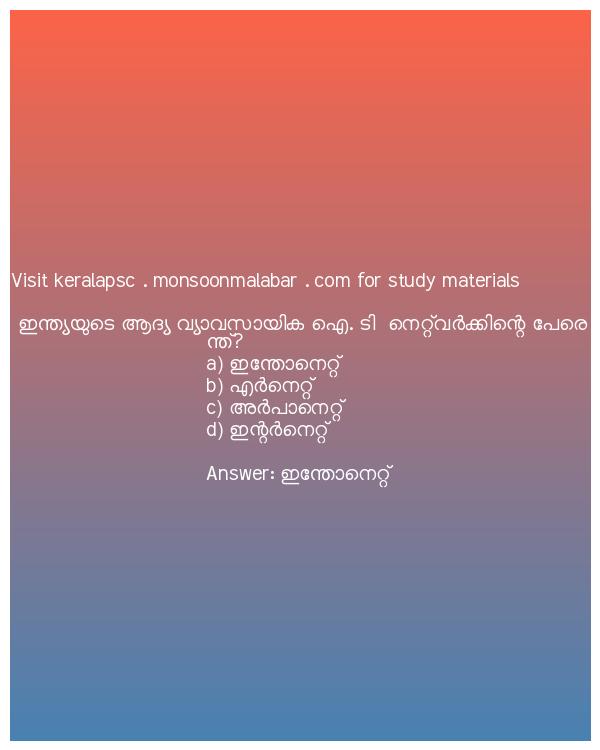 Visit keralapsc . monsoonmalabar . com for study materials
ഇന്ത്യയുടെ ആദ്യ വ്യാവസായിക ഐ. ടി  നെറ്റ്‌വർക്കിന്റെ പേരെ
ന്ത്?
a) ഇന്തോനെറ്റ്
b) എർനെറ്റ്
c) അർപാനെറ്റ്
d) ഇന്റർനെറ്റ്
Answer: ഇന്തോനെറ്റ്